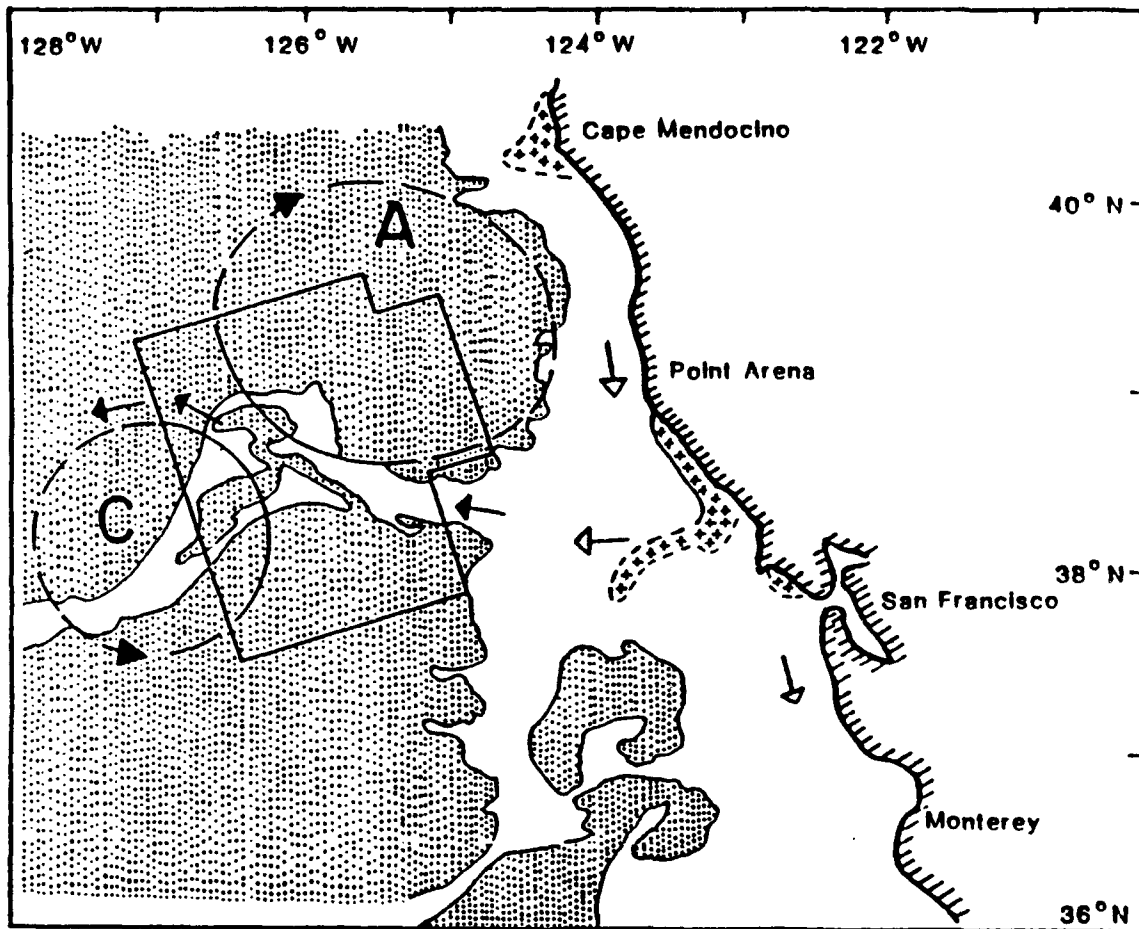 128°W 126°W 124°W 122°W
Cape Mendocino
40°N
A
Point Arena
C
38°N
San Francisco
Monterey
36°N